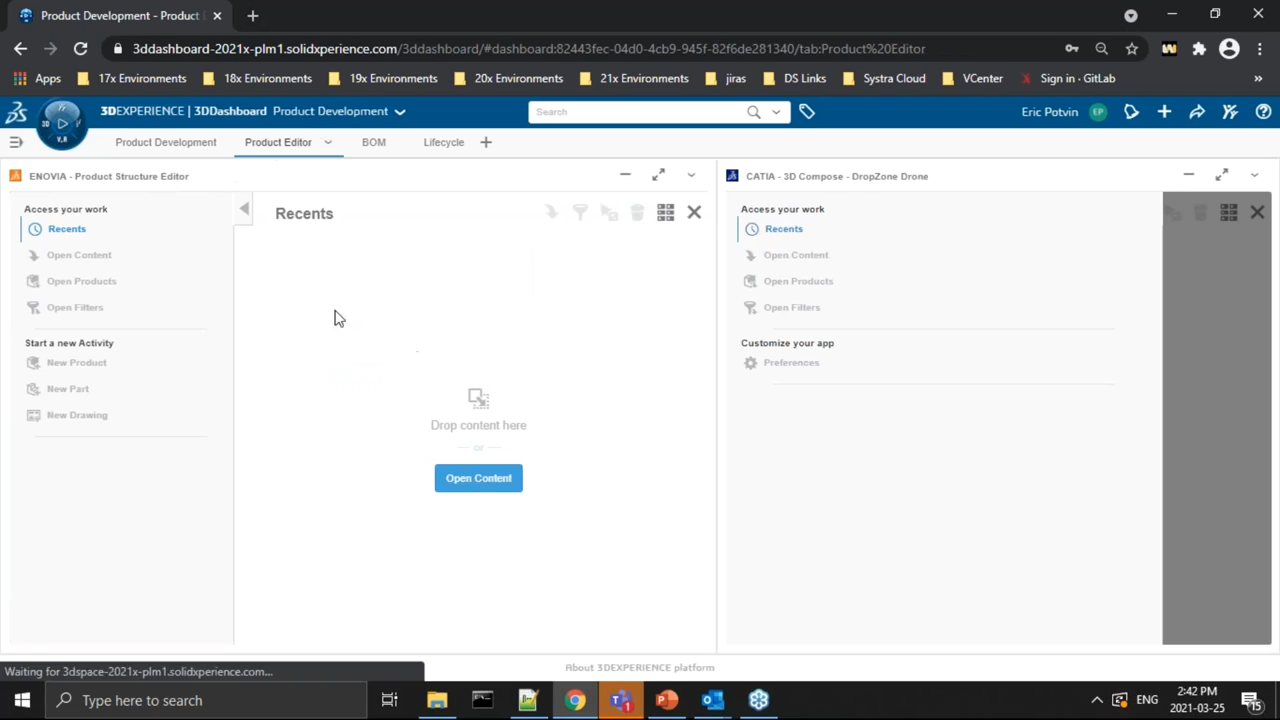 Product Development - Product D
3ddashboard-2021x-plm1.solidxperience.com/3ddashboard/#dashboard:82443fec-04d0-4cb9-945f-82f6de281340/tab:Product%20Editor
Apps 17x Environments 18x Environments 19x Environments 20x Environments 21x Environments jiras DS Links Systra Cloud VCenter Sign in · GitLab »
3DEXPERIENCE | 3DDashboard Product Development Search Eric Potvin EP
3D V.R
Product Development Product Editor BOM Lifecycle
ENOVIA - Product Structure Editor
Access your work
Recents
Open Content
Open Products
Open Filters
Start a new Activity
New Product
New Part
New Drawing
Recents
Drop content here
or
Open Content
CATIA - 3D Compose - DropZone Drone
Access your work
Recents
Open Content
Open Products
Open Filters
Customize your app
Preferences
Waiting for 3dspace-2021x-plm1.solidxperience.com...
About 3DEXPERIENCE platform
Type here to search
1
ENG
2:42 PM
2021-03-25
15